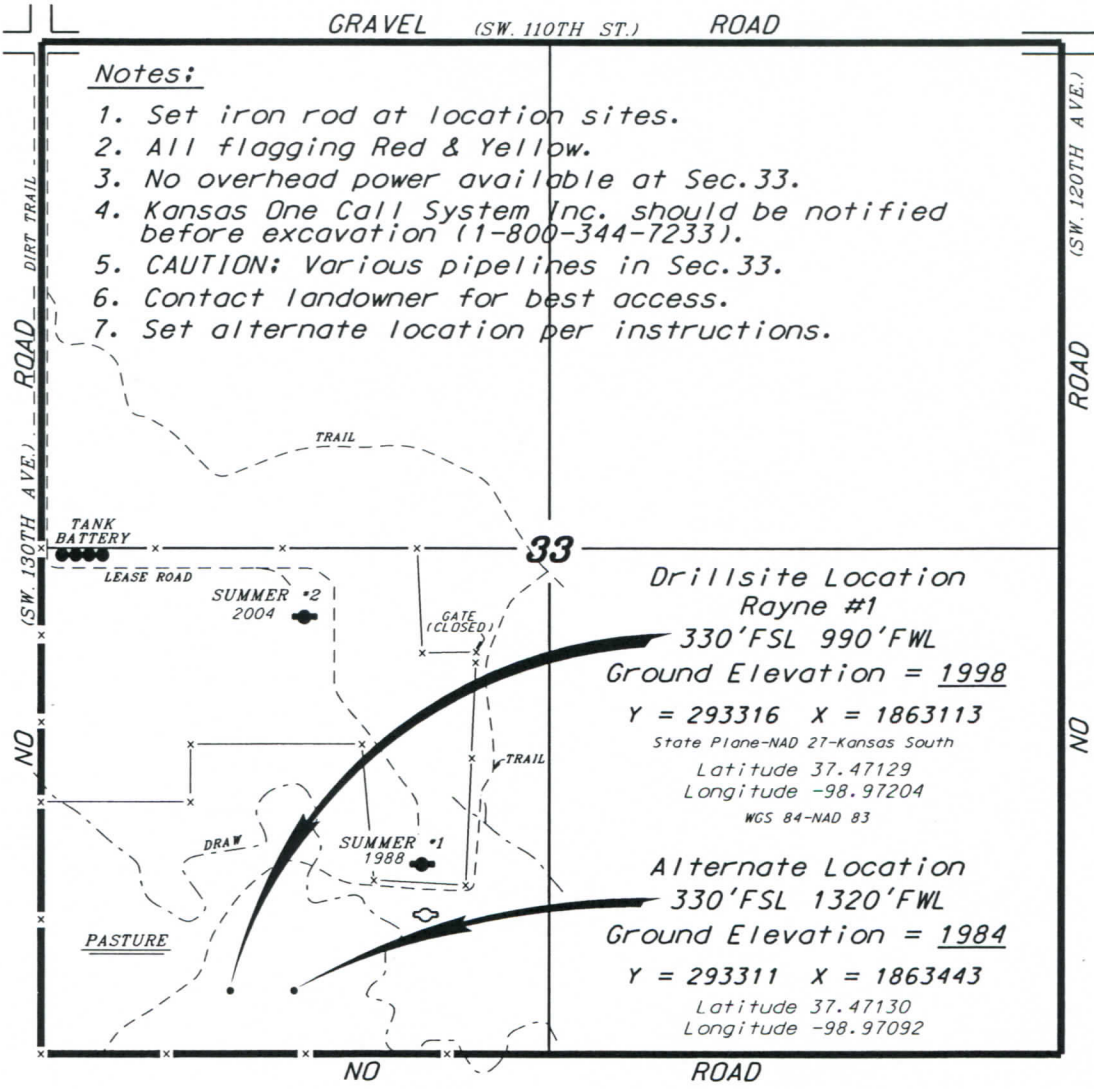 GRAVEL (SW. 110TH ST.) ROAD
Notes:
1. Set iron rod at location sites.
2. All flagging Red & Yellow.
3. No overhead power available at Sec.33.
4. Kansas One Call System Inc. should be notified
before excavation (1-800-344-7233).
5. CAUTION: Various pipelines in Sec.33.
6. Contact landowner for best access.
7. Set alternate location per instructions.
DIRT TRAIL
ROAD
(SW. 130TH AVE.)
NO
(SW. 120TH AVE.)
ROAD
NO
TRAIL
TANK
BATTERY
LEASE ROAD
33
SUMMER #2
2004
GATE
(CLOSED)
Drillsite Location
Rayne #1
330'FSL 990'FWL
Ground Elevation = 1998
Y = 293316 X = 1863113
State Plane-NAD 27-Kansas South
Latitude 37.47129
Longitude -98.97204
WGS 84-NAD 83
TRAIL
DRAW
SUMMER #1
1988
Alternate Location
330'FSL 1320'FWL
Ground Elevation = 1984
Y = 293311 X = 1863443
Latitude 37.47130
Longitude -98.97092
PASTURE
NO ROAD